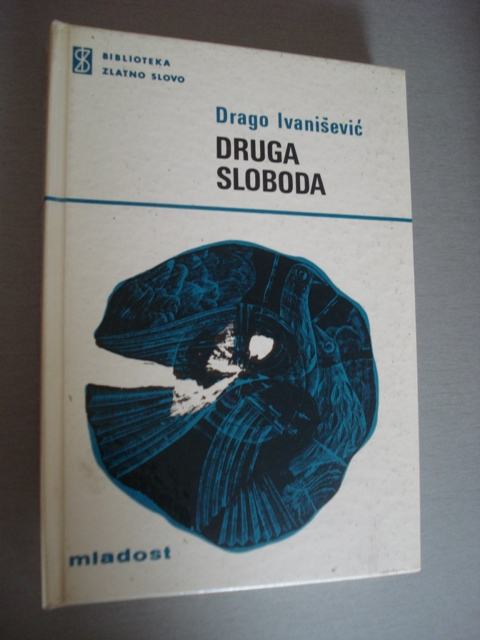 BIBLIOTEKA
ZLATNO SLOVO
Drago Ivanišević
DRUGA
SLOBODA
mladost